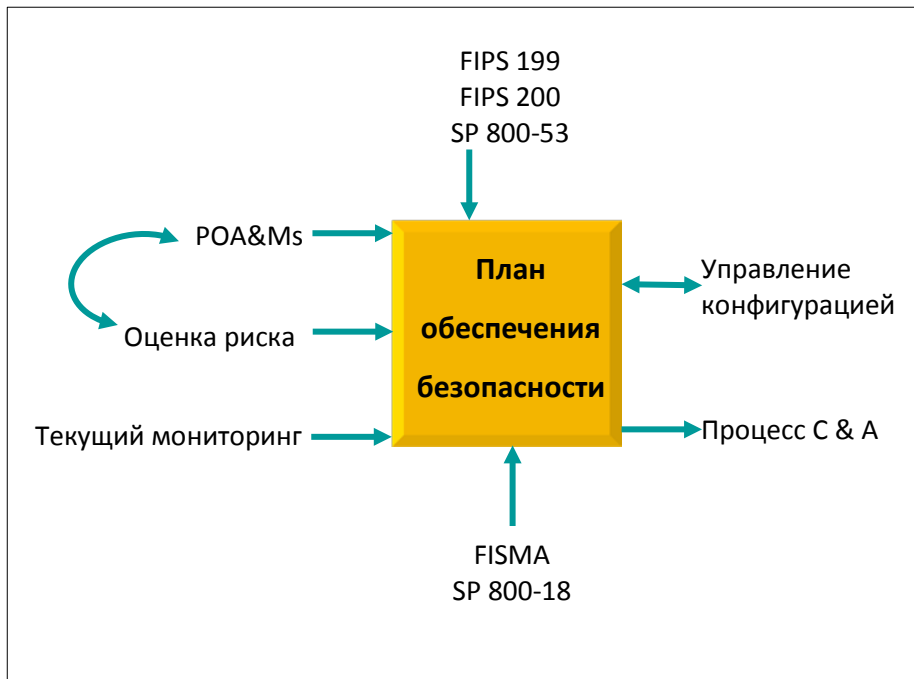 FIPS 199
FIPS 200
SP 800-53
POA&Ms
Оценка риска
Текущий мониторинг
План
обеспечения
безопасности
Управление
конфигурацией
Процесс C & A
FISMA
SP 800-18